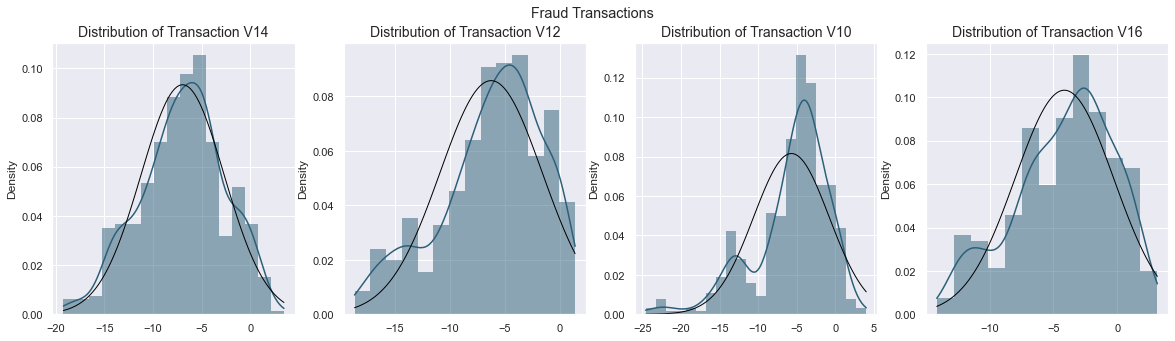 Fraud Transactions
Distribution of Transaction V14
Density
0.10
0.08
0.06
0.04
0.02
0.00
−20 −15 −10 −5 0
Distribution of Transaction V12
Density
0.08
0.06
0.04
0.02
0.00
−15 −10 −5 0
Distribution of Transaction V10
Density
0.12
0.10
0.08
0.06
0.04
0.02
0.00
−25 −20 −15 −10 −5 0 5
Distribution of Transaction V16
Density
0.12
0.10
0.08
0.06
0.04
0.02
0.00
−10 −5 0